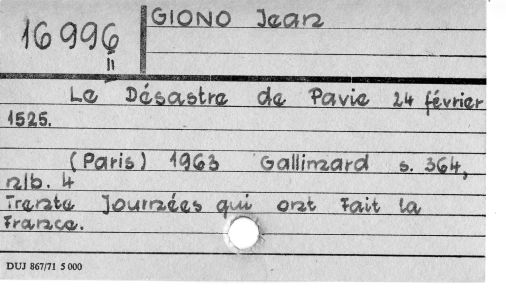 GIONO Jean
16996
II
Le Désastre de Pavie 24 février
1525.
(Paris) 1963 Gallimard s. 364,
nlb. 4
Trente Journées qui ont fait la
France.
DUJ 867/71 5 000